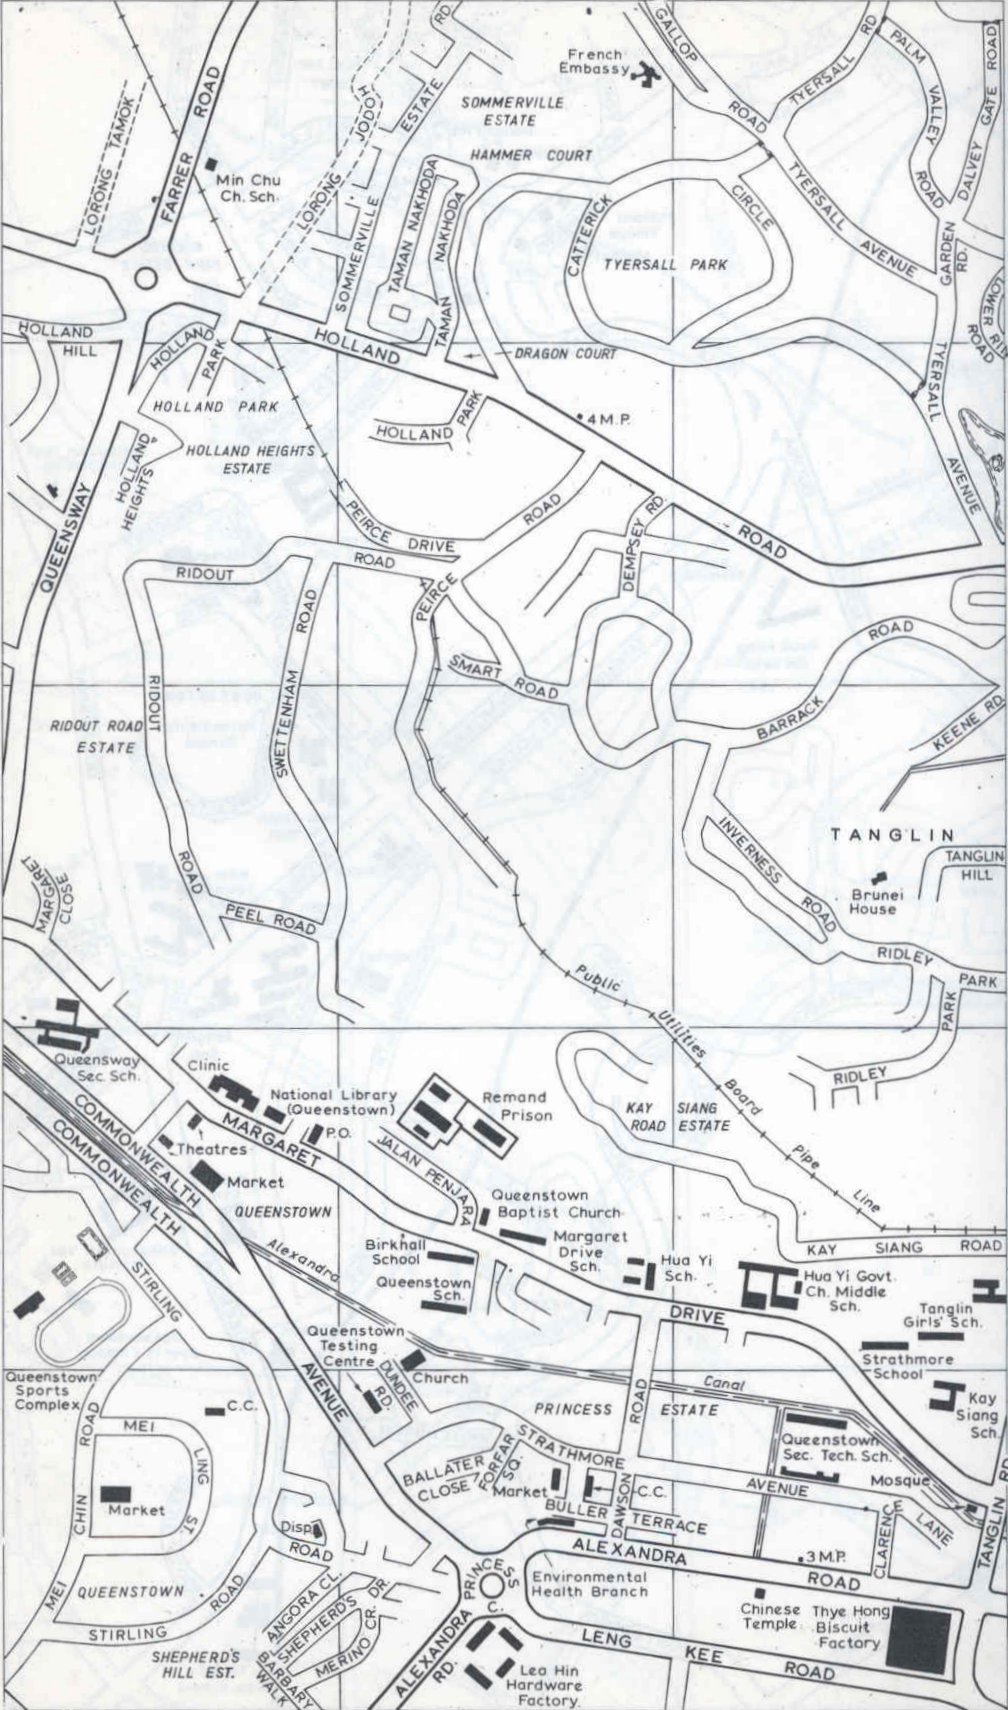 GALLOP
ROAD
French
Embassy
TYERSALL
RD
PALM
VALLEY
ROAD
DALVEY
GATE ROAD
RD
SOMMERVILLE
ESTATE
ESTATE
HAMMER COURT
LORONG
TAMOK
FARRER
ROAD
Min Chu
Ch. Sch.
LORONG
JODOH
SOMMERVILLE
TAMAN NAKHODA
TAMAN
NAKHODA
CATTERICK
CIRCLE
TYERSALL PARK
TYERSALL
AVENUE
GARDEN
RD.
LOWER
ROAD
HOLLAND
HILL
HOLLAND
PARK
HOLLAND
DRAGON COURT
TYERSALL
AVENUE
HOLLAND PARK
HOLLAND
PARK
4 M.P.
HOLLAND
HEIGHTS
HOLLAND HEIGHTS
ESTATE
QUEENSWAY
PEIRCE
DRIVE
ROAD
DEMPSEY
RD.
ROAD
RIDOUT
ROAD
PEIRCE
SMART
ROAD
ROAD
BARRACK
RIDOUT
ROAD
SWETTENHAM
ROAD
RIDOUT ROAD
ESTATE
KEENE RD.
TANGLIN
TANGLIN
HILL
INVERNESS
ROAD
Brunei
House
MARGARET
CLOSE
PEEL ROAD
RIDLEY
PARK
PARK
RIDLEY
Public
Utilities
Board
Pipe
Line
Queensway
Sec. Sch.
Clinic
National Library
(Queenstown)
P.O.
Remand
Prison
KAY SIANG
ROAD ESTATE
COMMONWEALTH
COMMONWEALTH
Theatres
MARGARET
Market
QUEENSTOWN
JALAN PENJARA
Queenstown
Baptist Church
Margaret
Drive
Sch.
Birkhall
School
Queenstown
Sch.
Hua Yi
Sch.
Hua Yi Govt.
Ch. Middle
Sch.
KAY SIANG ROAD
Tanglin
Girls' Sch.
Alexandra
STIRLING
DRIVE
Strathmore
School
Queenstown
Testing
Centre
Church
DUNDEE
RD.
AVENUE
Canal
Kay
Siang
Sch.
Queenstown
Sports
Complex
C.C.
PRINCESS ESTATE
ROAD
MEI
LING
ST.
CHIN
ROAD
MEI
Market
STRATHMORE
AVENUE
Queenstown
Sec. Tech. Sch.
Mosque
BALLATER
CLOSE
FORFAR
SQ.
Market
C.C.
DAWSON
BULLER
TERRACE
CLARENCE
LANE
TANGLIN
RD.
Disp.
ROAD
ALEXANDRA
ROAD
3 M.P.
PRINCESS
C.
Environmental
Health Branch
QUEENSTOWN
ROAD
STIRLING
ANGORA CL.
SHEPHERD'S
DR.
MERINO CR.
BARBARY
WALK
SHEPHERD'S
HILL EST.
ALEXANDRA
RD.
Chinese
Temple
Thye Hong
Biscuit
Factory
LENG
KEE
ROAD
Lea Hin
Hardware
Factory.